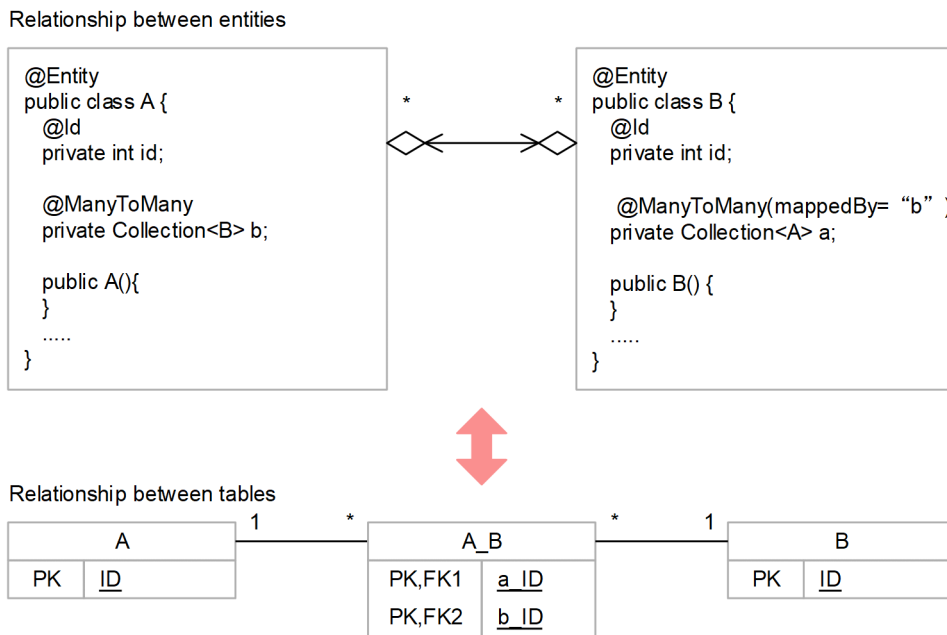 Relationship between entities
@Entity
public class A {
@Id
private int id;
@ManyToMany
private Collection<B> b;
public A(){
}
.....
}
*
*
@Entity
public class B {
@Id
private int id;
@ManyToMany(mappedBy= “b” )
private Collection<A> a;
public B() {
}
.....
}
Relationship between tables
A
PK ID
1
*
A_B
PK,FK1 a_ID
PK,FK2 b_ID
*
1
B
PK ID